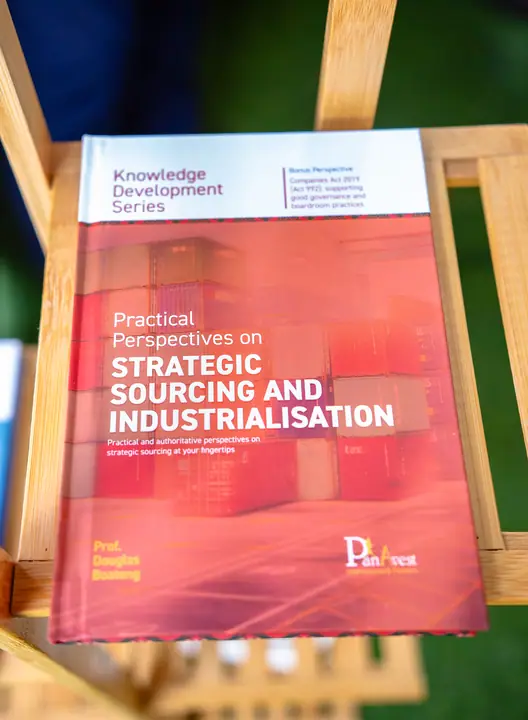 Knowledge
Development
Series
Bonus Perspective
Companies Act 2019
(Act 992): supporting
good governance and
boardroom practices
Practical
Perspectives on
STRATEGIC
SOURCING AND
INDUSTRIALISATION
Practical and authoritative perspectives on
strategic sourcing at your fingertips
Prof.
Douglas
Boateng
PanAvest